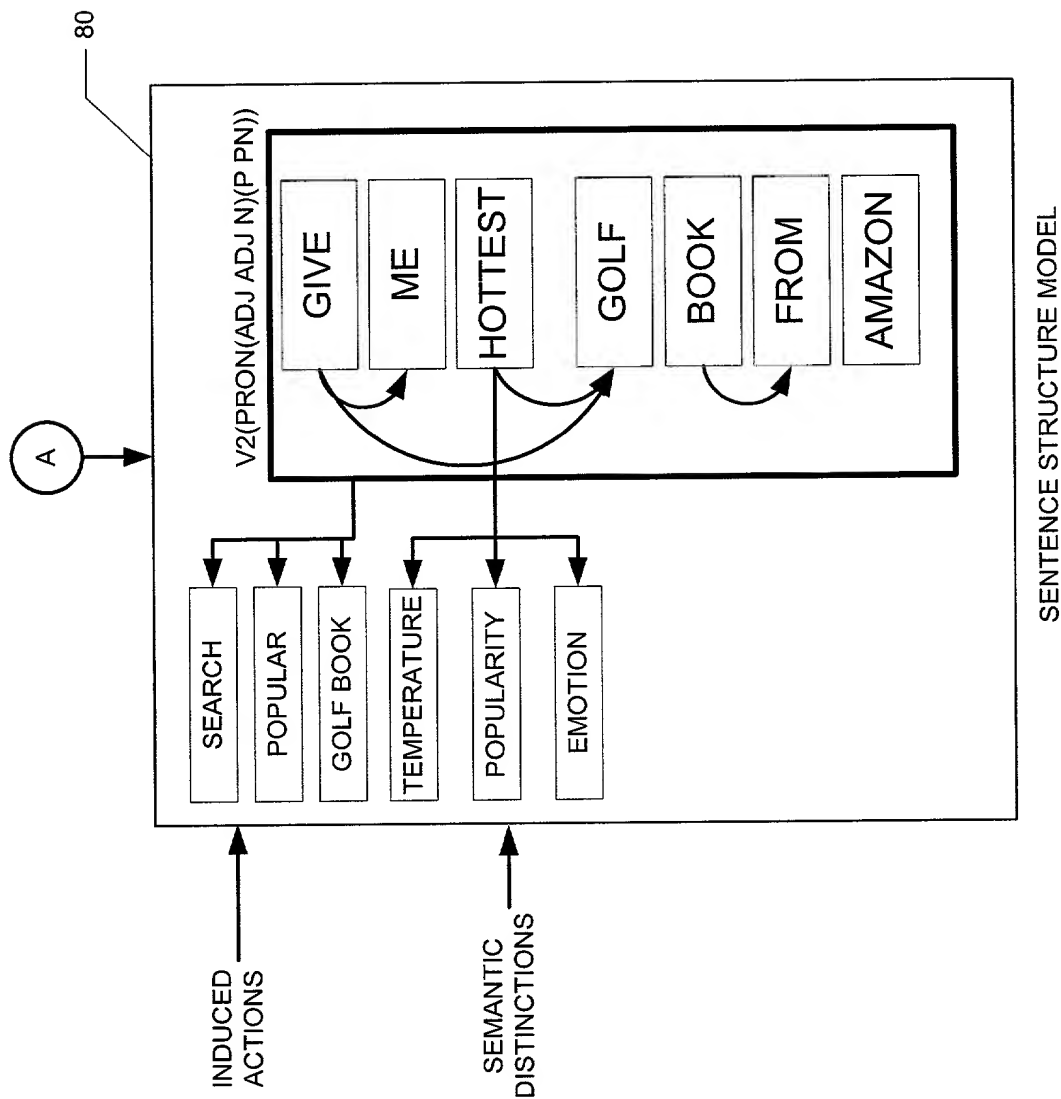 80
A
V2(PRON(ADJ ADJ N)(P PN))
GIVE
ME
HOTTEST
GOLF
BOOK
FROM
AMAZON
SEARCH
POPULAR
GOLF BOOK
TEMPERATURE
POPULARITY
EMOTION
INDUCED
ACTIONS
SEMANTIC
DISTINCTIONS
SENTENCE STRUCTURE MODEL